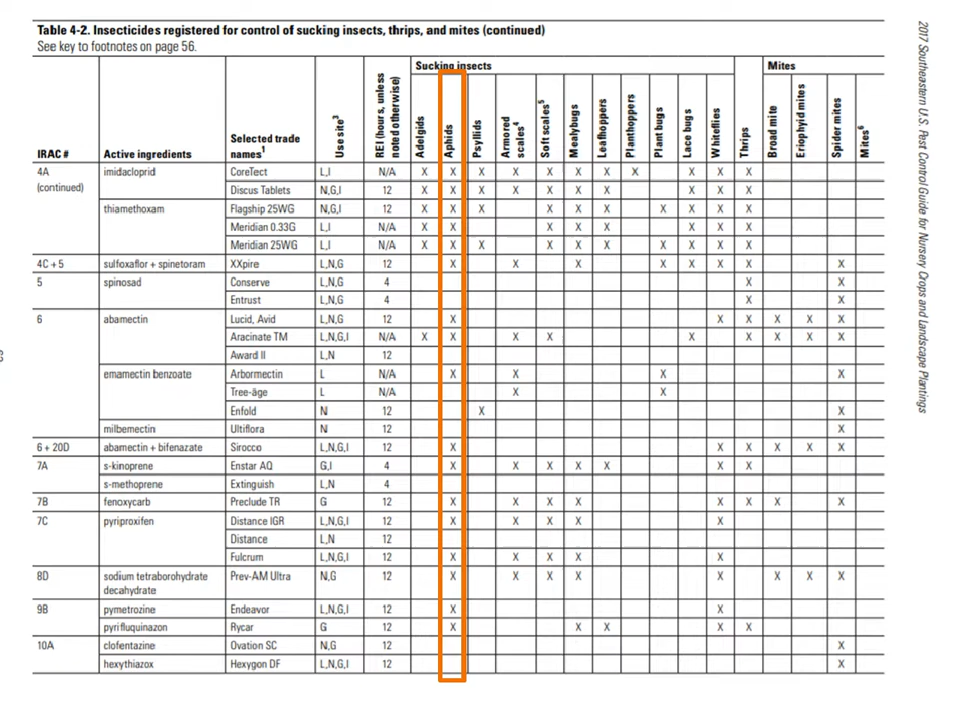 Table 4-2. Insecticides registered for control of sucking insects, thrips, and mites (continued)
See key to footnotes on page 56.
Sucking insects Mites
IRAC # Active ingredients Selected trade names¹ Use site³ REI (hours, unless noted otherwise) Adelgids Aphids Psyllids Armored scales⁴ Soft scales⁵ Mealybugs Leafhoppers Planthoppers Plant bugs Lace bugs Whiteflies Thrips Broad mite Eriophyid mites Spider mites Mites⁶
4A (continued) imidacloprid CoreTect L,I N/A X X X X X X X X X X X
Discus Tablets N,G,I 12 X X X X X X X X X X
thiamethoxam Flagship 25WG N,G,I 12 X X X X X X X X X X
Meridian 0.33G L,I N/A X X X X X X X X
Meridian 25WG L,I N/A X X X X X X X X X X
4C + 5 sulfoxaflor + spinetoram XXpire L,N,G 12 X X X X X X X X
5 spinosad Conserve L,N,G 4 X X
Entrust L,N,G 4 X X
6 abamectin Lucid, Avid L,N,G 12 X X X X X X
Aracinate TM L,N,G,I N/A X X X X X X X X X
Award II L,N 12
emamectin benzoate Arbormectin L N/A X X X X
Tree-äge L N/A X X
Enfold N 12 X X
milbemectin Ultiflora N 12 X
6 + 20D abamectin + bifenazate Sirocco L,N,G,I 12 X X X X X X
7A s-kinoprene Enstar AQ G,I 4 X X X X X X X
s-methoprene Extinguish L,N 4
7B fenoxycarb Preclude TR G 12 X X X X X X X X
7C pyriproxifen Distance IGR L,N,G,I 12 X X X X X
Distance L,N 12
Fulcrum L,N,G,I 12 X X X X X
8D sodium tetraborohydrate decahydrate Prev-AM Ultra N,G 12 X X X X X X X X
9B pymetrozine Endeavor L,N,G,I 12 X X
pyrifluquinazon Rycar G 12 X X X X X
10A clofentazine Ovation SC N,G 12 X
hexythiazox Hexygon DF L,N,G,I 12 X
2017 Southeastern U.S. Pest Control Guide for Nursery Crops and Landscape Plantings